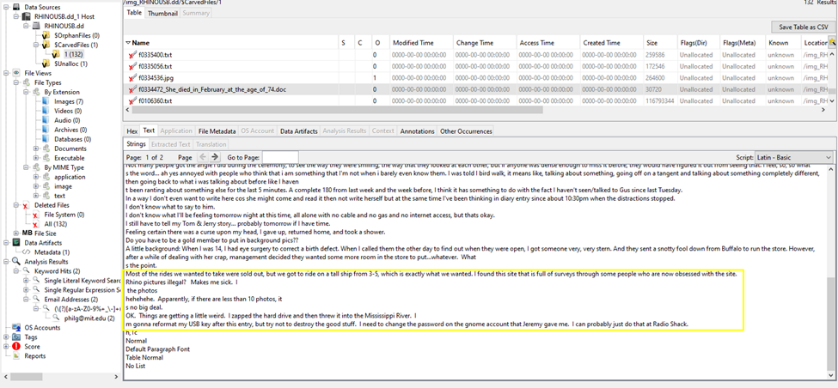 /img_RHINOUSB.dd/$CarvedFiles/1
132 Results
Table Thumbnail Summary
Save Table as CSV
Name S C O Modified Time Change Time Access Time Created Time Size Flags(Dir) Flags(Meta) Known Location
f0335400.txt 0 0000-00-00 00:00:00 0000-00-00 00:00:00 0000-00-00 00:00:00 0000-00-00 00:00:00 259586 Unallocated Unallocated unknown /img_RH
f0335056.txt 0 0000-00-00 00:00:00 0000-00-00 00:00:00 0000-00-00 00:00:00 0000-00-00 00:00:00 172546 Unallocated Unallocated unknown /img_RH
f0334536.jpg 1 0000-00-00 00:00:00 0000-00-00 00:00:00 0000-00-00 00:00:00 0000-00-00 00:00:00 264600 Unallocated Unallocated unknown /img_RH
f0334472_She_died_in_February_at_the_age_of_74.doc 0 0000-00-00 00:00:00 0000-00-00 00:00:00 0000-00-00 00:00:00 0000-00-00 00:00:00 30720 Unallocated Unallocated unknown /img_RH
f0106360.txt 0 0000-00-00 00:00:00 0000-00-00 00:00:00 0000-00-00 00:00:00 0000-00-00 00:00:00 116793344 Unallocated Unallocated unknown /img_RH
Data Sources
RHINOUSB.dd_1 Host
RHINOUSB.dd
$OrphanFiles (0)
$CarvedFiles (1)
1 (132)
$Unalloc (1)
File Views
File Types
By Extension
Images (7)
Videos (0)
Audio (0)
Archives (0)
Databases (0)
Documents
Executable
By MIME Type
application
image
text
Deleted Files
File System (0)
All (132)
MB File Size
Data Artifacts
Metadata (1)
Analysis Results
Keyword Hits (2)
Single Literal Keyword Sear
Single Regular Expression Se
Email Addresses (2)
philg@mit.edu (2)
OS Accounts
Tags
Score
Reports
Hex Text Application File Metadata OS Account Data Artifacts Analysis Results Context Annotations Other Occurrences
Strings Extracted Text Translation
Page: 1 of 2 Page Go to Page: Script: Latin - Basic
s the word... ah yes annoyed with people who think that i am something that I'm not when i barely even know them. I was told I bird walk, it means like, talking about something, going off on a tangent and talking about something completely different,
then going back to what i was talking about before like I haven
t been ranting about something else for the last 5 minutes. A complete 180 from last week and the week before, I think it has something to do with the fact I haven't seen/talked to Gus since last Tuesday.
In a way I don't even want to write here cos she might come and read it then not write herself but at the same time I've been thinking in diary entry since about 10:30pm when the distractions stopped.
I don't know what to say to him.
I don't know what I'll be feeling tomorrow night at this time, all alone with no cable and no gas and no internet access, but thats okay.
I still have to tell my Tom & Jerry story... probably tomorrow if I have time.
Feeling certain there was a curse upon my head, I gave up, returned home, and took a shower.
Do you have to be a gold member to put in background pics??
A little background: When I was 14, I had eye surgery to correct a birth defect. When I called them the other day to find out when they were open, I got someone very, very stern. And they sent a snotty fool down from Buffalo to run the store. However,
after a while of dealing with her crap, management decided they wanted some more room in the store to put...whatever. What
s the point.
Most of the rides we wanted to take were sold out, but we got to ride on a tall ship from 3-5, which is exactly what we wanted. I found this site that is full of surveys through some people who are now obsessed with the site.
Rhino pictures illegal? Makes me sick. I
the photos
hehehehe. Apparently, if there are less than 10 photos, it
s no big deal.
OK. Things are getting a little weird. I zapped the hard drive and then threw it into the Mississippi River. I
m gonna reformat my USB key after this entry, but try not to destroy the good stuff. I need to change the password on the gnome account that Jeremy gave me. I can probably just do that at Radio Shack.
Normal
Default Paragraph Font
Table Normal
No List